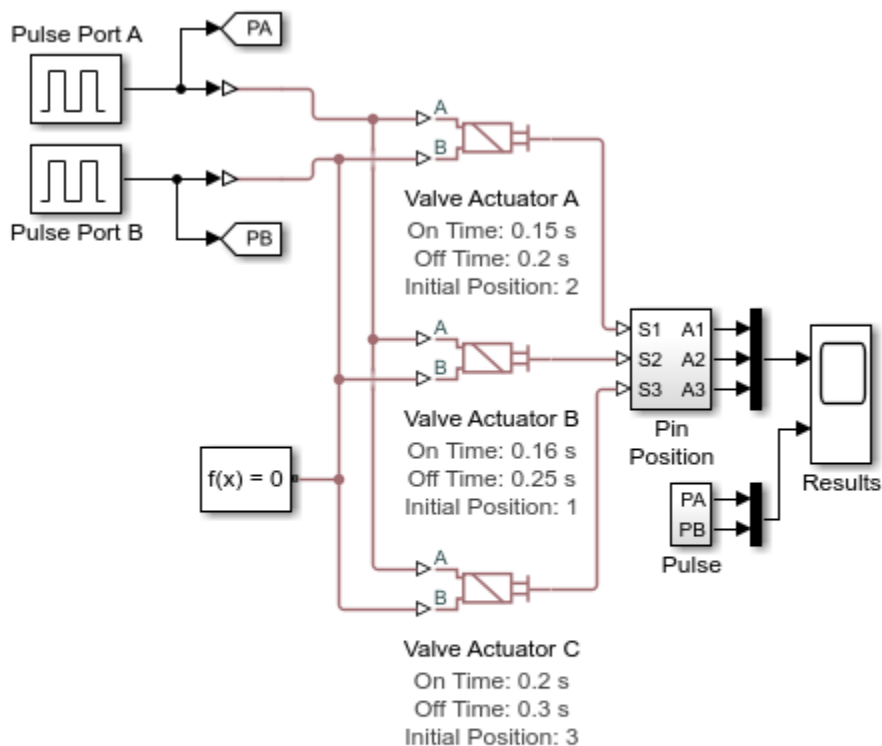 Pulse Port A
PA
Pulse Port B
PB
A
B
Valve Actuator A
On Time: 0.15 s
Off Time: 0.2 s
Initial Position: 2
A
B
Valve Actuator B
On Time: 0.16 s
Off Time: 0.25 s
Initial Position: 1
f(x) = 0
A
B
Valve Actuator C
On Time: 0.2 s
Off Time: 0.3 s
Initial Position: 3
S1 A1
S2 A2
S3 A3
Pin
Position
PA
PB
Pulse
Results